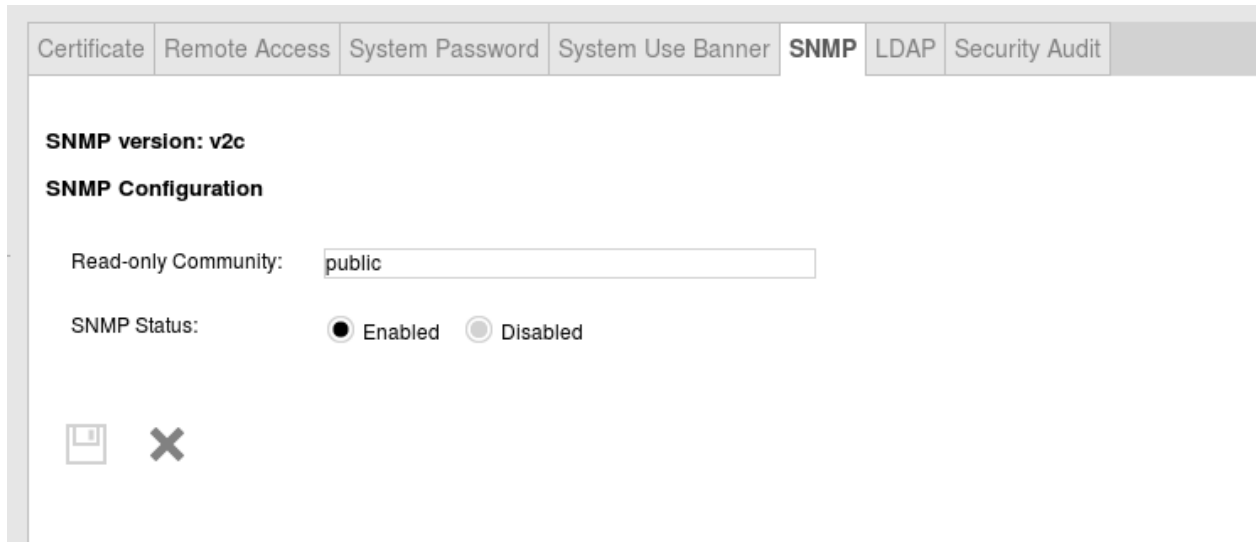 Certificate Remote Access System Password System Use Banner SNMP LDAP Security Audit
SNMP version: v2c
SNMP Configuration
Read-only Community: public
SNMP Status: Enabled Disabled